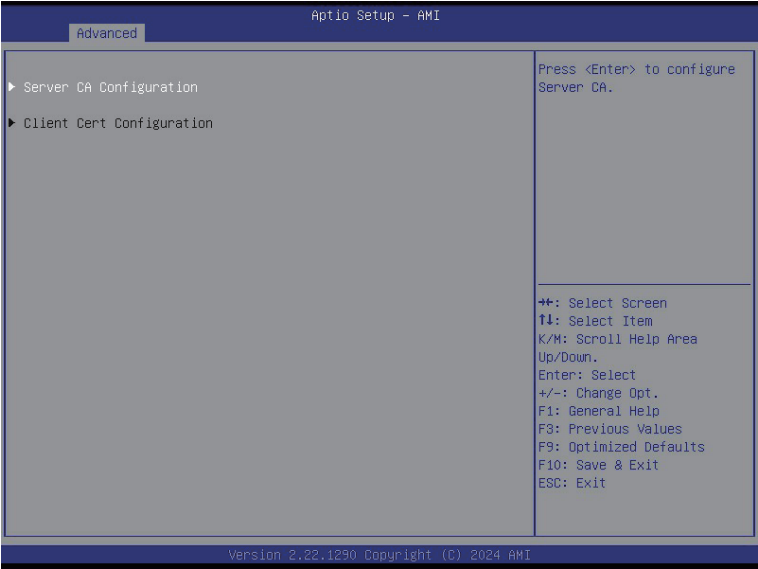 Aptio Setup – AMI
Advanced
Server CA Configuration
Client Cert Configuration
Press <Enter> to configure
Server CA.
→←: Select Screen
↑↓: Select Item
K/M: Scroll Help Area
Up/Down.
Enter: Select
+/-: Change Opt.
F1: General Help
F3: Previous Values
F9: Optimized Defaults
F10: Save & Exit
ESC: Exit
Version 2.22.1290 Copyright (C) 2024 AMI